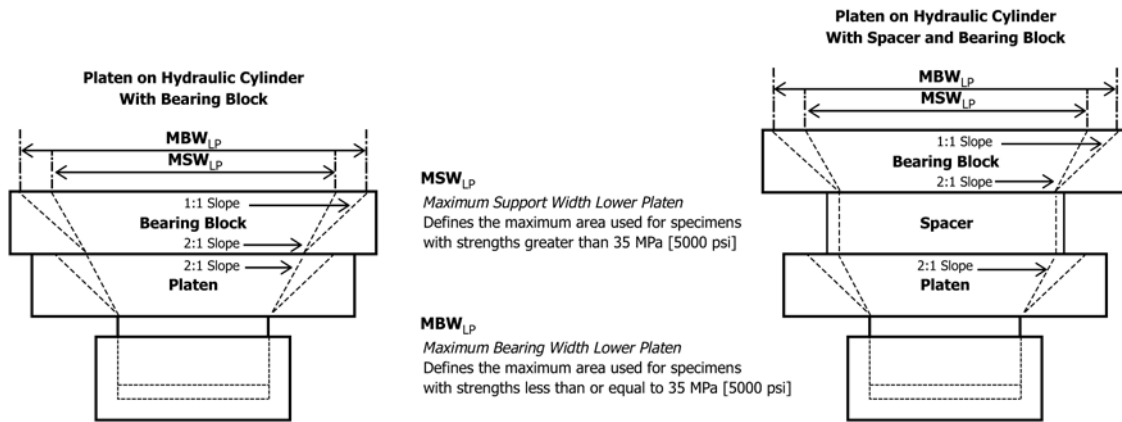 Platen on Hydraulic Cylinder
With Bearing Block
MBW_LP
MSW_LP
1:1 Slope
Bearing Block
2:1 Slope
2:1 Slope
Platen
MSW_LP
Maximum Support Width Lower Platen
Defines the maximum area used for specimens
with strengths greater than 35 MPa [5000 psi]
MBW_LP
Maximum Bearing Width Lower Platen
Defines the maximum area used for specimens
with strengths less than or equal to 35 MPa [5000 psi]
Platen on Hydraulic Cylinder
With Spacer and Bearing Block
MBW_LP
MSW_LP
1:1 Slope
Bearing Block
2:1 Slope
Spacer
2:1 Slope
Platen